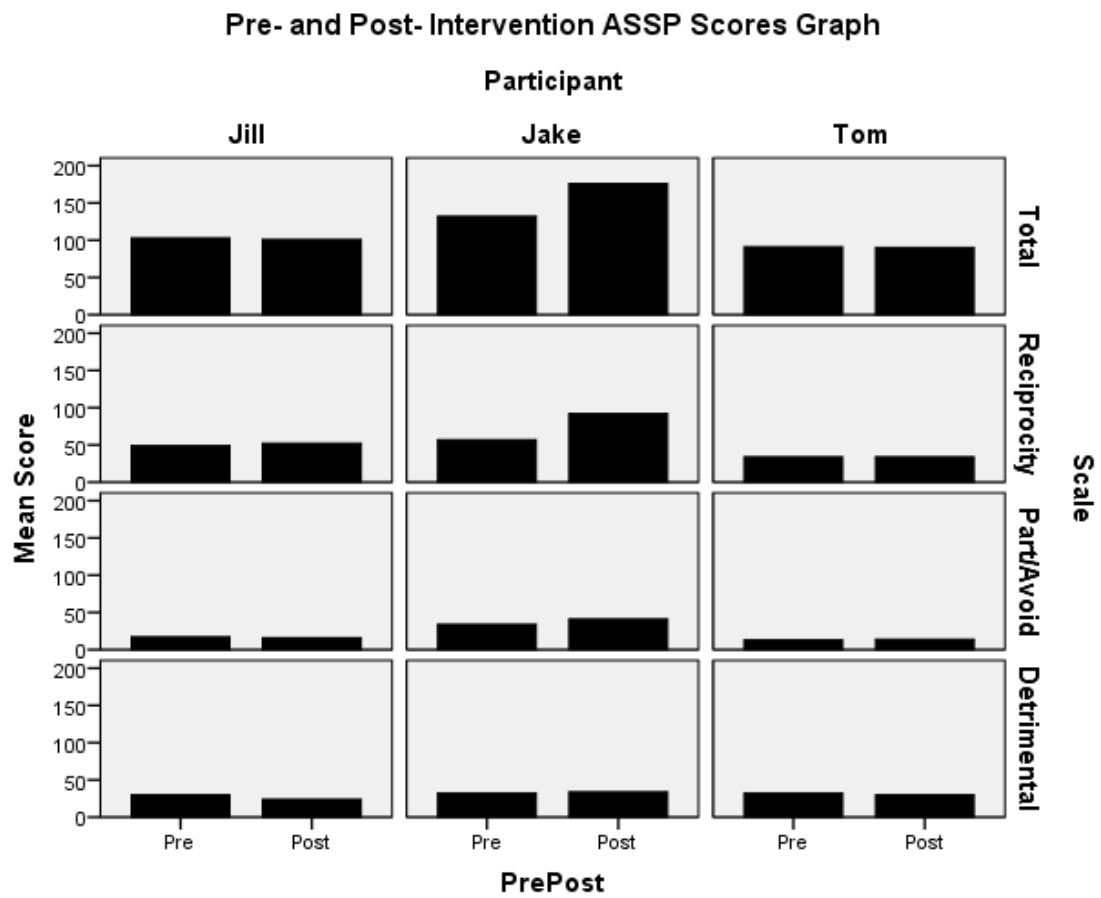 Pre- and Post- Intervention ASSP Scores Graph
Participant
Jill Jake Tom
200
150
100
50
0
Total
200
150
100
50
0
Reciprocity
200
150
100
50
0
Part/Avoid
200
150
100
50
0
Detrimental
Mean Score
Scale
Pre Post Pre Post Pre Post
PrePost